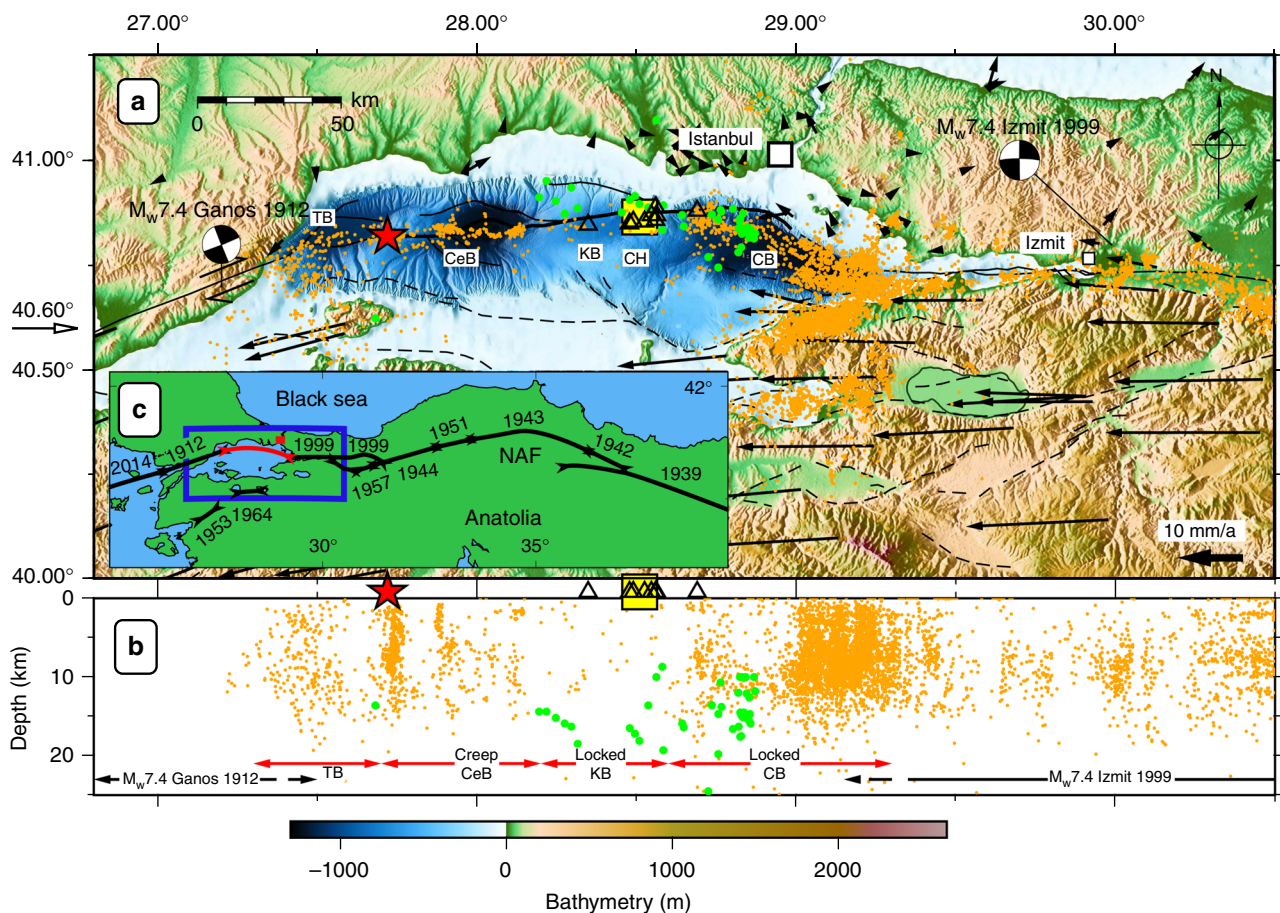 27.00° 28.00° 29.00° 30.00°
a
km
0 50
N
Istanbul
M_w7.4 Izmit 1999
41.00°
M_w7.4 Ganos 1912
TB
CeB
KB
CH
CB
Izmit
40.60°
40.50°
c
Black sea
42°
2014
1912
1999
1999
1957
1944
1951
1943
1942
1939
NAF
1953
1964
Anatolia
30° 35°
10 mm/a
40.00°
b
0
10
20
Depth (km)
Creep Locked Locked
TB CeB KB CB
M_w7.4 Ganos 1912
M_w7.4 Izmit 1999
−1000 0 1000 2000
Bathymetry (m)